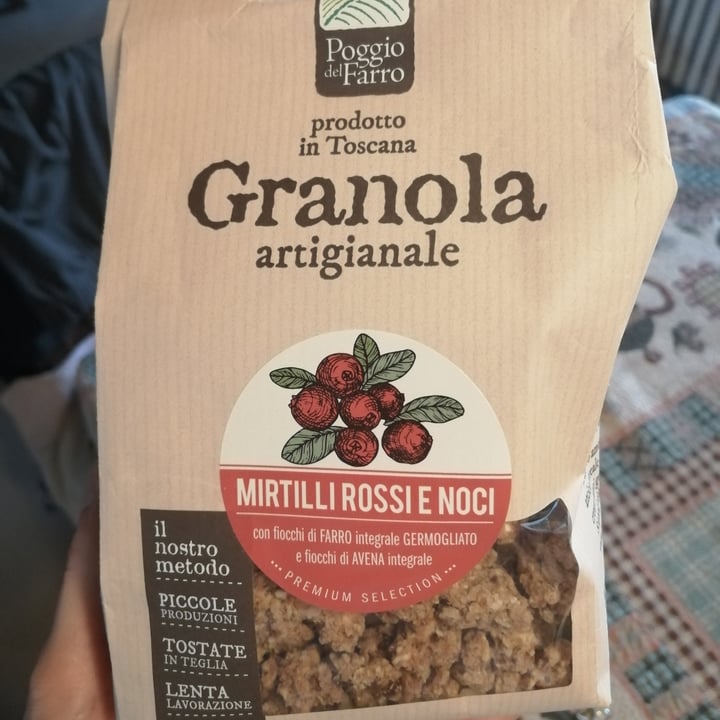 Poggio
del Farro
prodotto
in Toscana
Granola
artigianale
MIRTILLI ROSSI E NOCI
con fiocchi di FARRO integrale GERMOGLIATO
e fiocchi di AVENA integrale
... PREMIUM SELECTION ...
il
nostro
metodo
PICCOLE
PRODUZIONI
TOSTATE
IN TEGLIA
LENTA
LAVORAZIONE